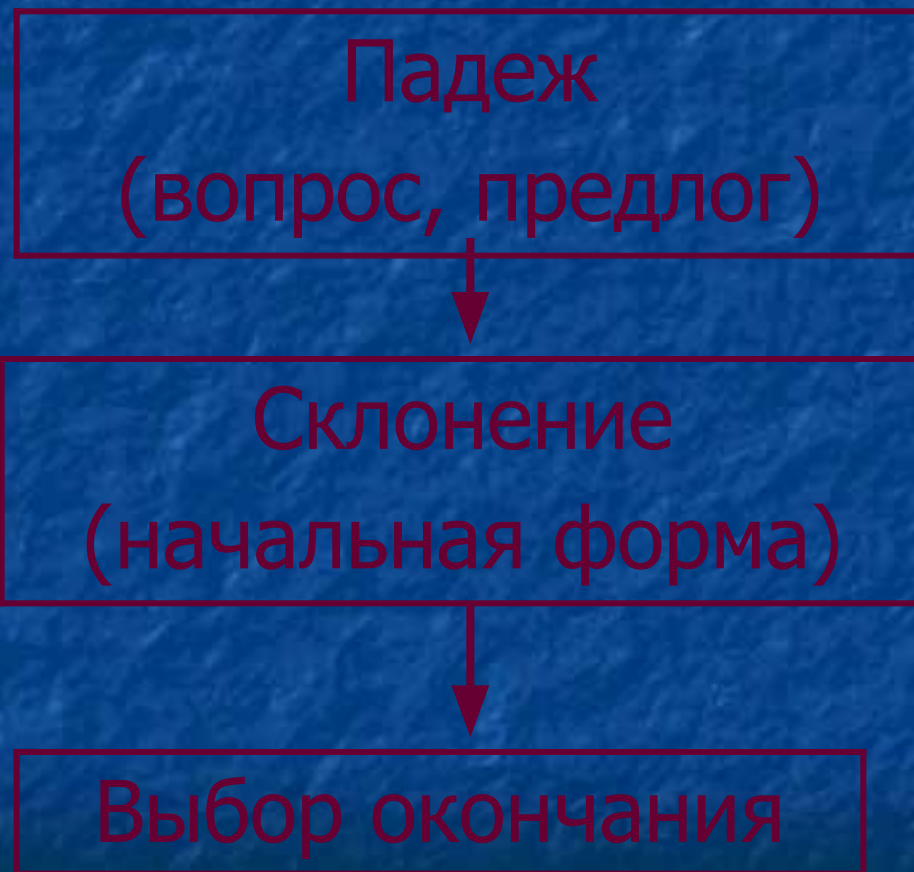 Падеж
(вопрос, предлог)
Склонение
(начальная форма)
Выбор окончания